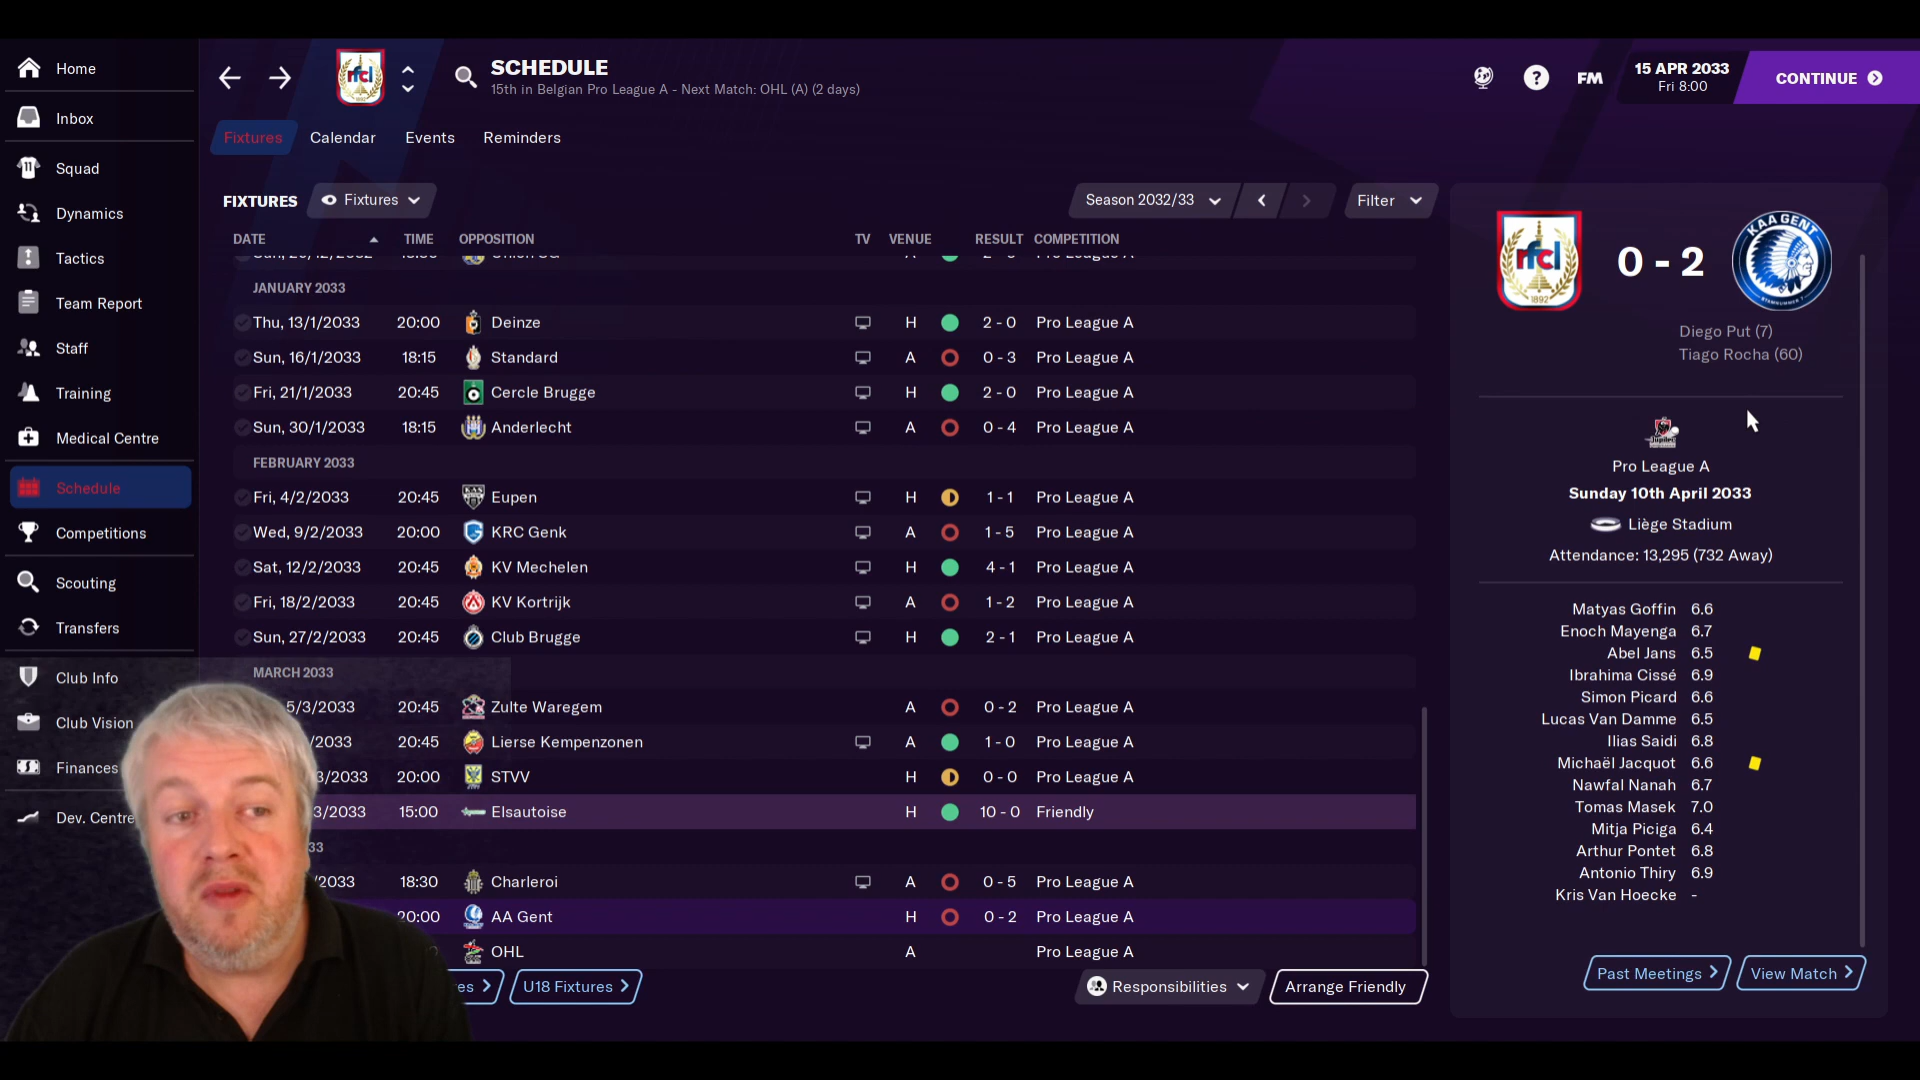 Home
Inbox
Squad
Dynamics
Tactics
Team Report
Staff
Training
Medical Centre
Schedule
Competitions
Scouting
Transfers
Club Info
Club Vision
Finances
Dev. Centre
SCHEDULE
15th in Belgian Pro League A - Next Match: OHL (A) (2 days)
FM
15 APR 2033
Fri 8:00
CONTINUE
Fixtures Calendar Events Reminders
FIXTURES Fixtures Season 2032/33 Filter
DATE TIME OPPOSITION TV VENUE RESULT COMPETITION
JANUARY 2033
Thu, 13/1/2033 20:00 Deinze H 2 - 0 Pro League A
Sun, 16/1/2033 18:15 Standard A 0 - 3 Pro League A
Fri, 21/1/2033 20:45 Cercle Brugge H 2 - 0 Pro League A
Sun, 30/1/2033 18:15 Anderlecht A 0 - 4 Pro League A
FEBRUARY 2033
Fri, 4/2/2033 20:45 Eupen H 1 - 1 Pro League A
Wed, 9/2/2033 20:00 KRC Genk A 1 - 5 Pro League A
Sat, 12/2/2033 20:45 KV Mechelen H 4 - 1 Pro League A
Fri, 18/2/2033 20:45 KV Kortrijk A 1 - 2 Pro League A
Sun, 27/2/2033 20:45 Club Brugge H 2 - 1 Pro League A
MARCH 2033
5/3/2033 20:45 Zulte Waregem A 0 - 2 Pro League A
/2033 20:45 Lierse Kempenzonen A 1 - 0 Pro League A
3/2033 20:00 STVV H 0 - 0 Pro League A
3/2033 15:00 Elsautoise H 10 - 0 Friendly
33
/2033 18:30 Charleroi A 0 - 5 Pro League A
20:00 AA Gent H 0 - 2 Pro League A
OHL A Pro League A
es U18 Fixtures Responsibilities Arrange Friendly
rfcl
1892
0 - 2
KAA GENT
Diego Put (7)
Tiago Rocha (60)
Pro League A
Sunday 10th April 2033
Liège Stadium
Attendance: 13,295 (732 Away)
Matyas Goffin 6.6
Enoch Mayenga 6.7
Abel Jans 6.5
Ibrahima Cissé 6.9
Simon Picard 6.6
Lucas Van Damme 6.5
Ilias Saidi 6.8
Michaël Jacquot 6.6
Nawfal Nanah 6.7
Tomas Masek 7.0
Mitja Piciga 6.4
Arthur Pontet 6.8
Antonio Thiry 6.9
Kris Van Hoecke -
Past Meetings View Match